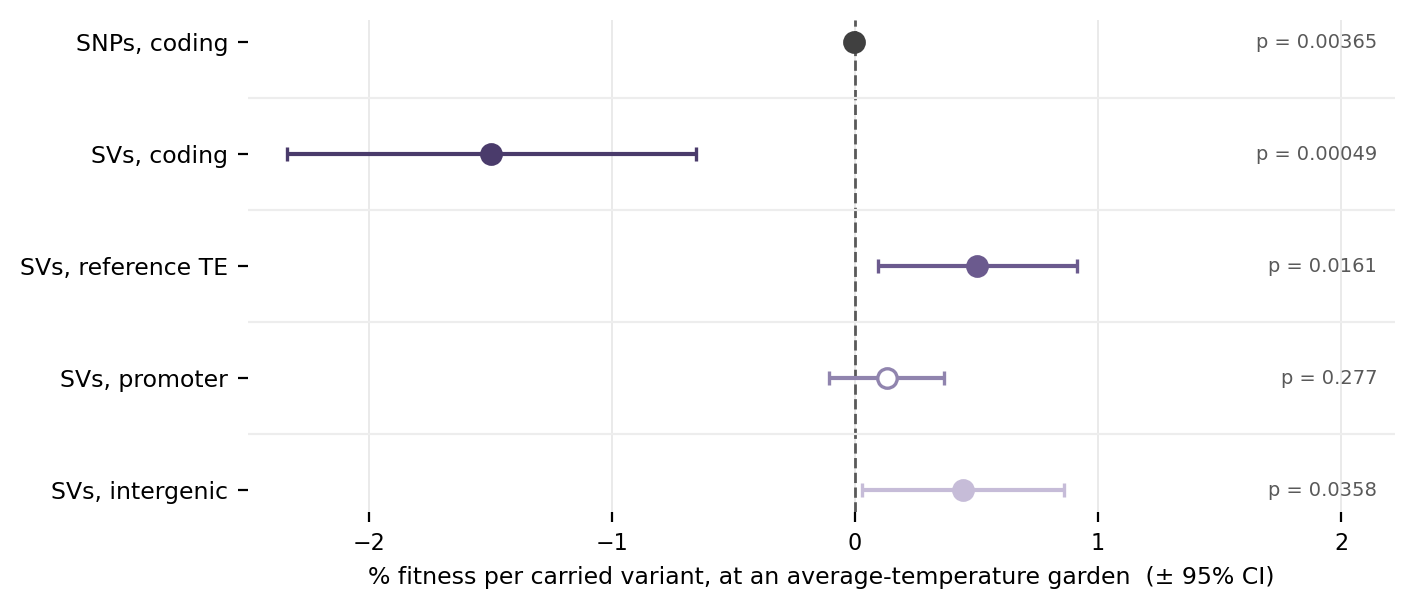 SNPs, coding
p = 0.00365
SVs, coding
p = 0.00049
SVs, reference TE
p = 0.0161
SVs, promoter
p = 0.277
SVs, intergenic
p = 0.0358
−2 −1 0 1 2
% fitness per carried variant, at an average-temperature garden (± 95% CI)